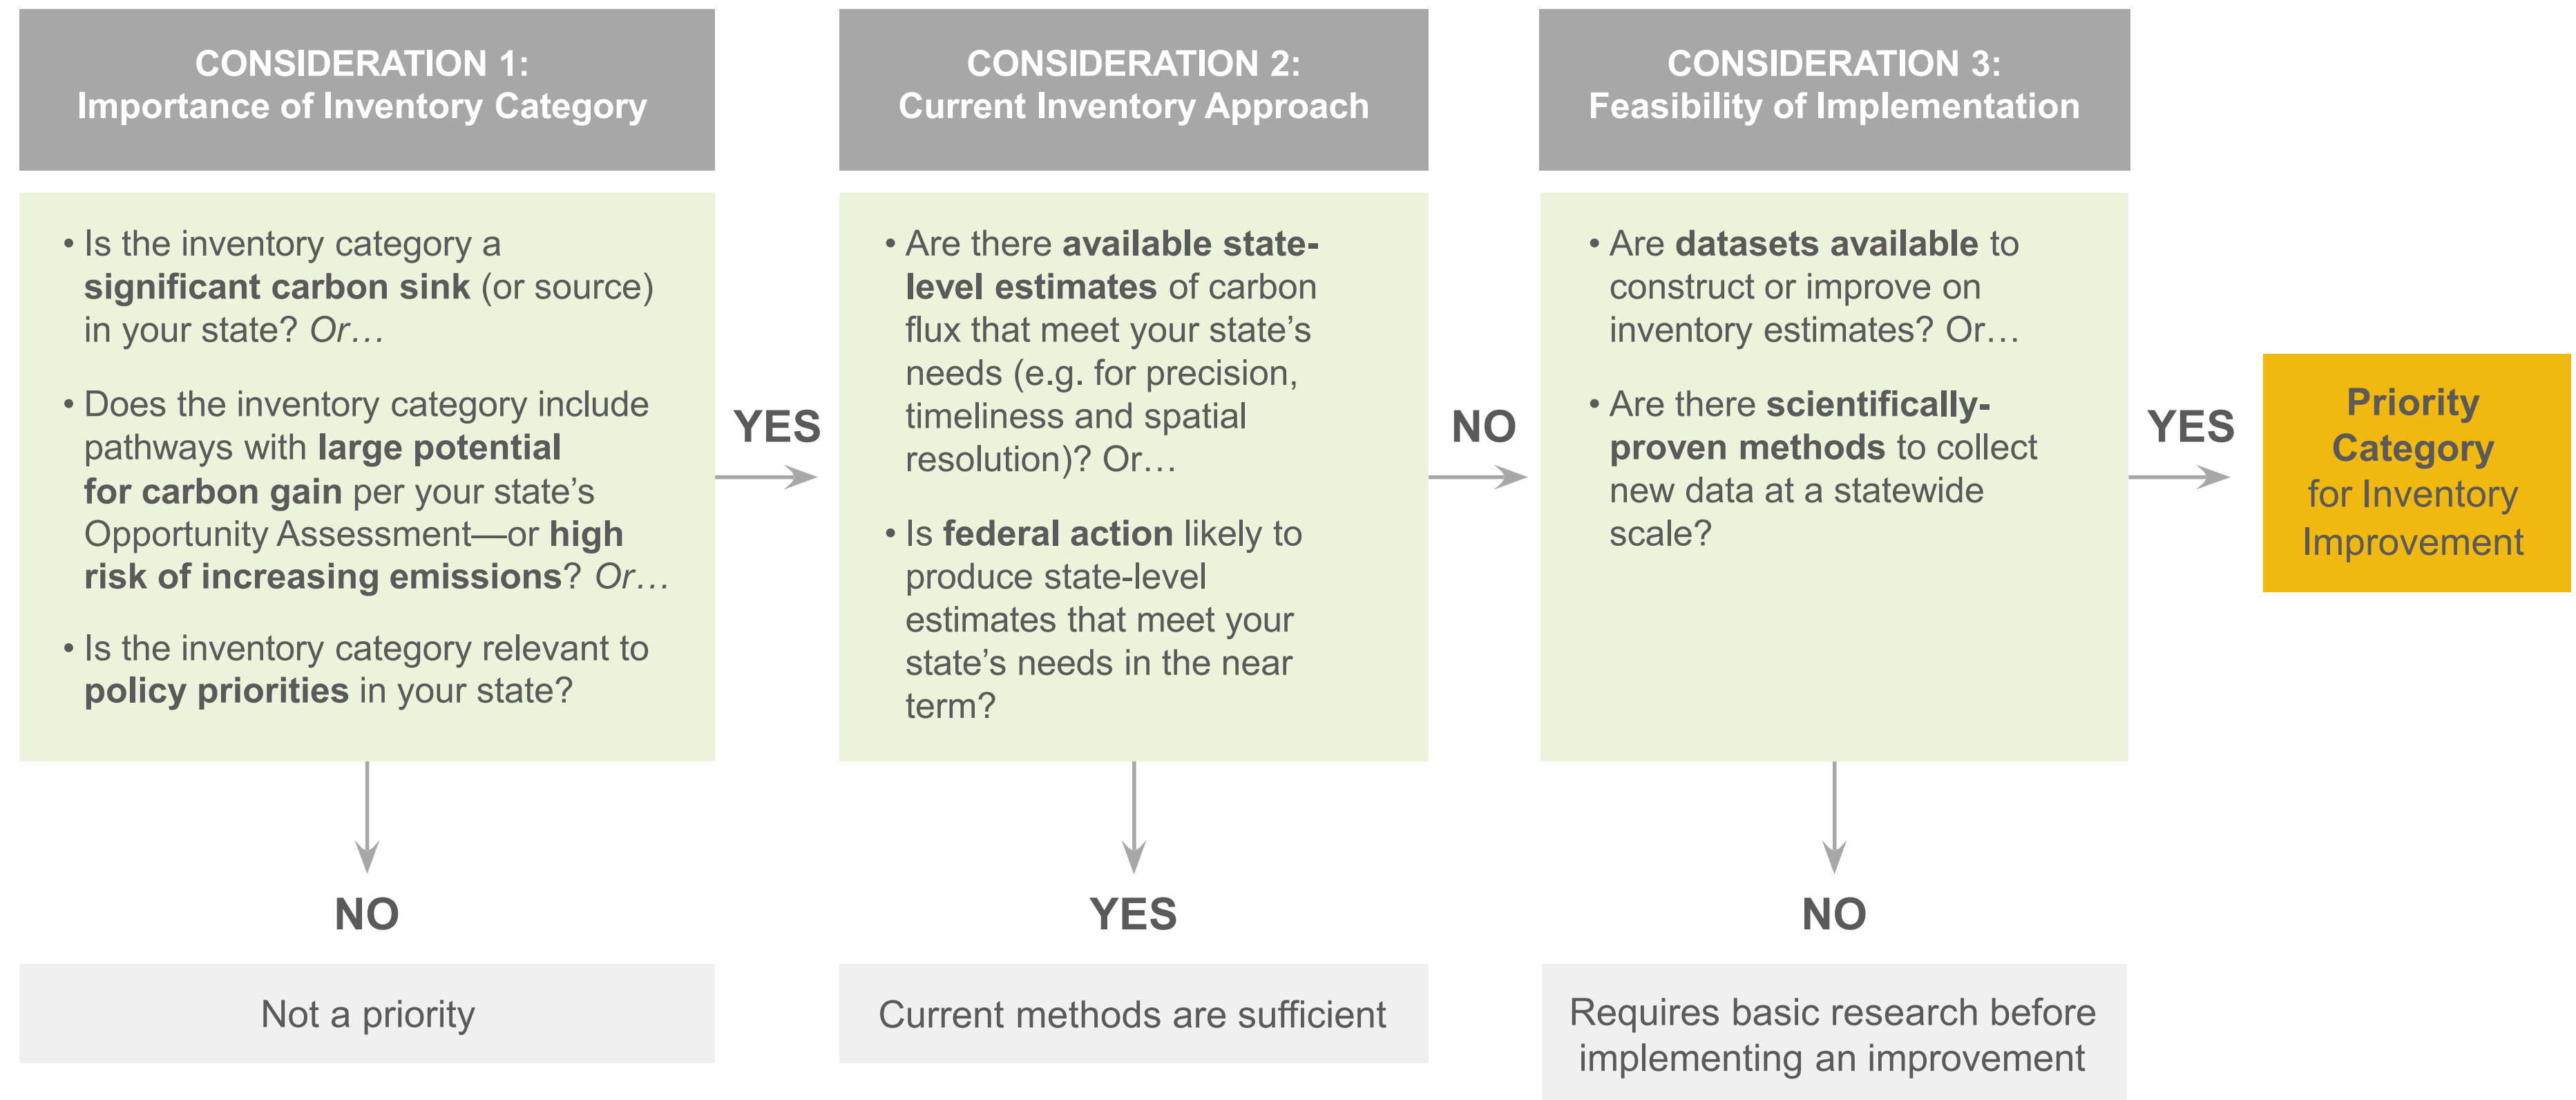 CONSIDERATION 1:
Importance of Inventory Category
• Is the inventory category a
significant carbon sink (or source)
in your state? Or…
• Does the inventory category include
pathways with large potential
for carbon gain per your state’s
Opportunity Assessment—or high
risk of increasing emissions? Or…
• Is the inventory category relevant to
policy priorities in your state?
YES
NO
Not a priority
CONSIDERATION 2:
Current Inventory Approach
• Are there available state-
level estimates of carbon
flux that meet your state’s
needs (e.g. for precision,
timeliness and spatial
resolution)? Or…
• Is federal action likely to
produce state-level
estimates that meet your
state’s needs in the near
term?
NO
YES
Current methods are sufficient
CONSIDERATION 3:
Feasibility of Implementation
• Are datasets available to
construct or improve on
inventory estimates? Or…
• Are there scientifically-
proven methods to collect
new data at a statewide
scale?
YES
NO
Requires basic research before
implementing an improvement
Priority
Category
for Inventory
Improvement